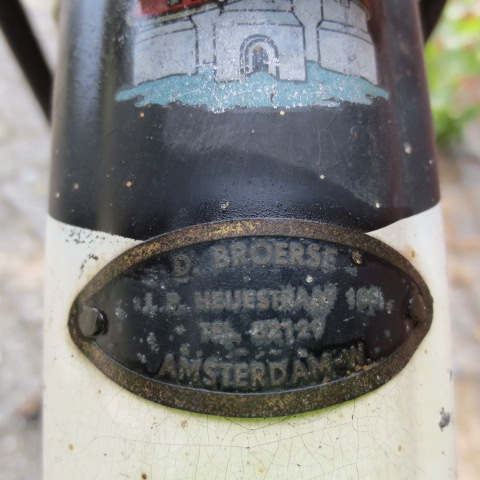 D. BROERSE
J. P. HEIJESTRAAT
TEL. 82129
AMSTERDAM-W.